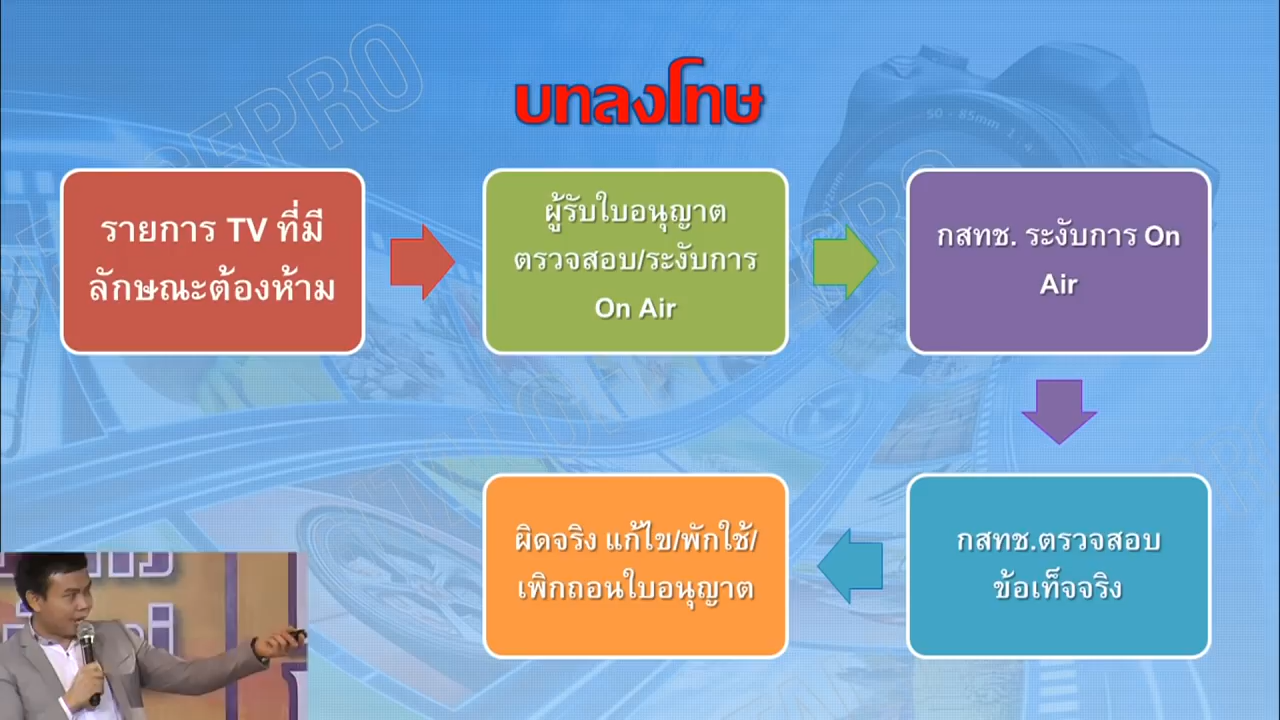 บทลงโทษ
รายการ TV ที่มี
ลักษณะต้องห้าม
ผู้รับใบอนุญาต
ตรวจสอบ/ระงับการ
On Air
กสทช. ระงับการ On
Air
กสทช.ตรวจสอบ
ข้อเท็จจริง
ผิดจริง แก้ไข/พักใช้/
เพิกถอนใบอนุญาต
50 - 85mm 1 : 4